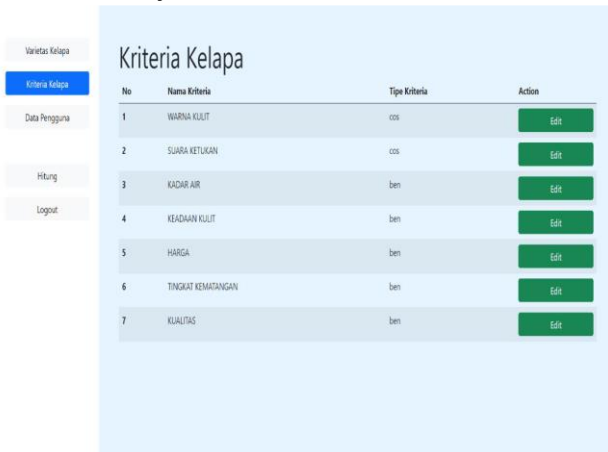 Varietas Kelapa
Kriteria Kelapa
Data Pengguna
Hitung
Logout
Kriteria Kelapa
No Nama Kriteria Tipe Kriteria Action
1 WARNA KULIT cos Edit
2 SUARA KETUKAN cos Edit
3 KADAR AIR ben Edit
4 KEADAAN KULIT ben Edit
5 HARGA ben Edit
6 TINGKAT KEMATANGAN ben Edit
7 KUALITAS ben Edit